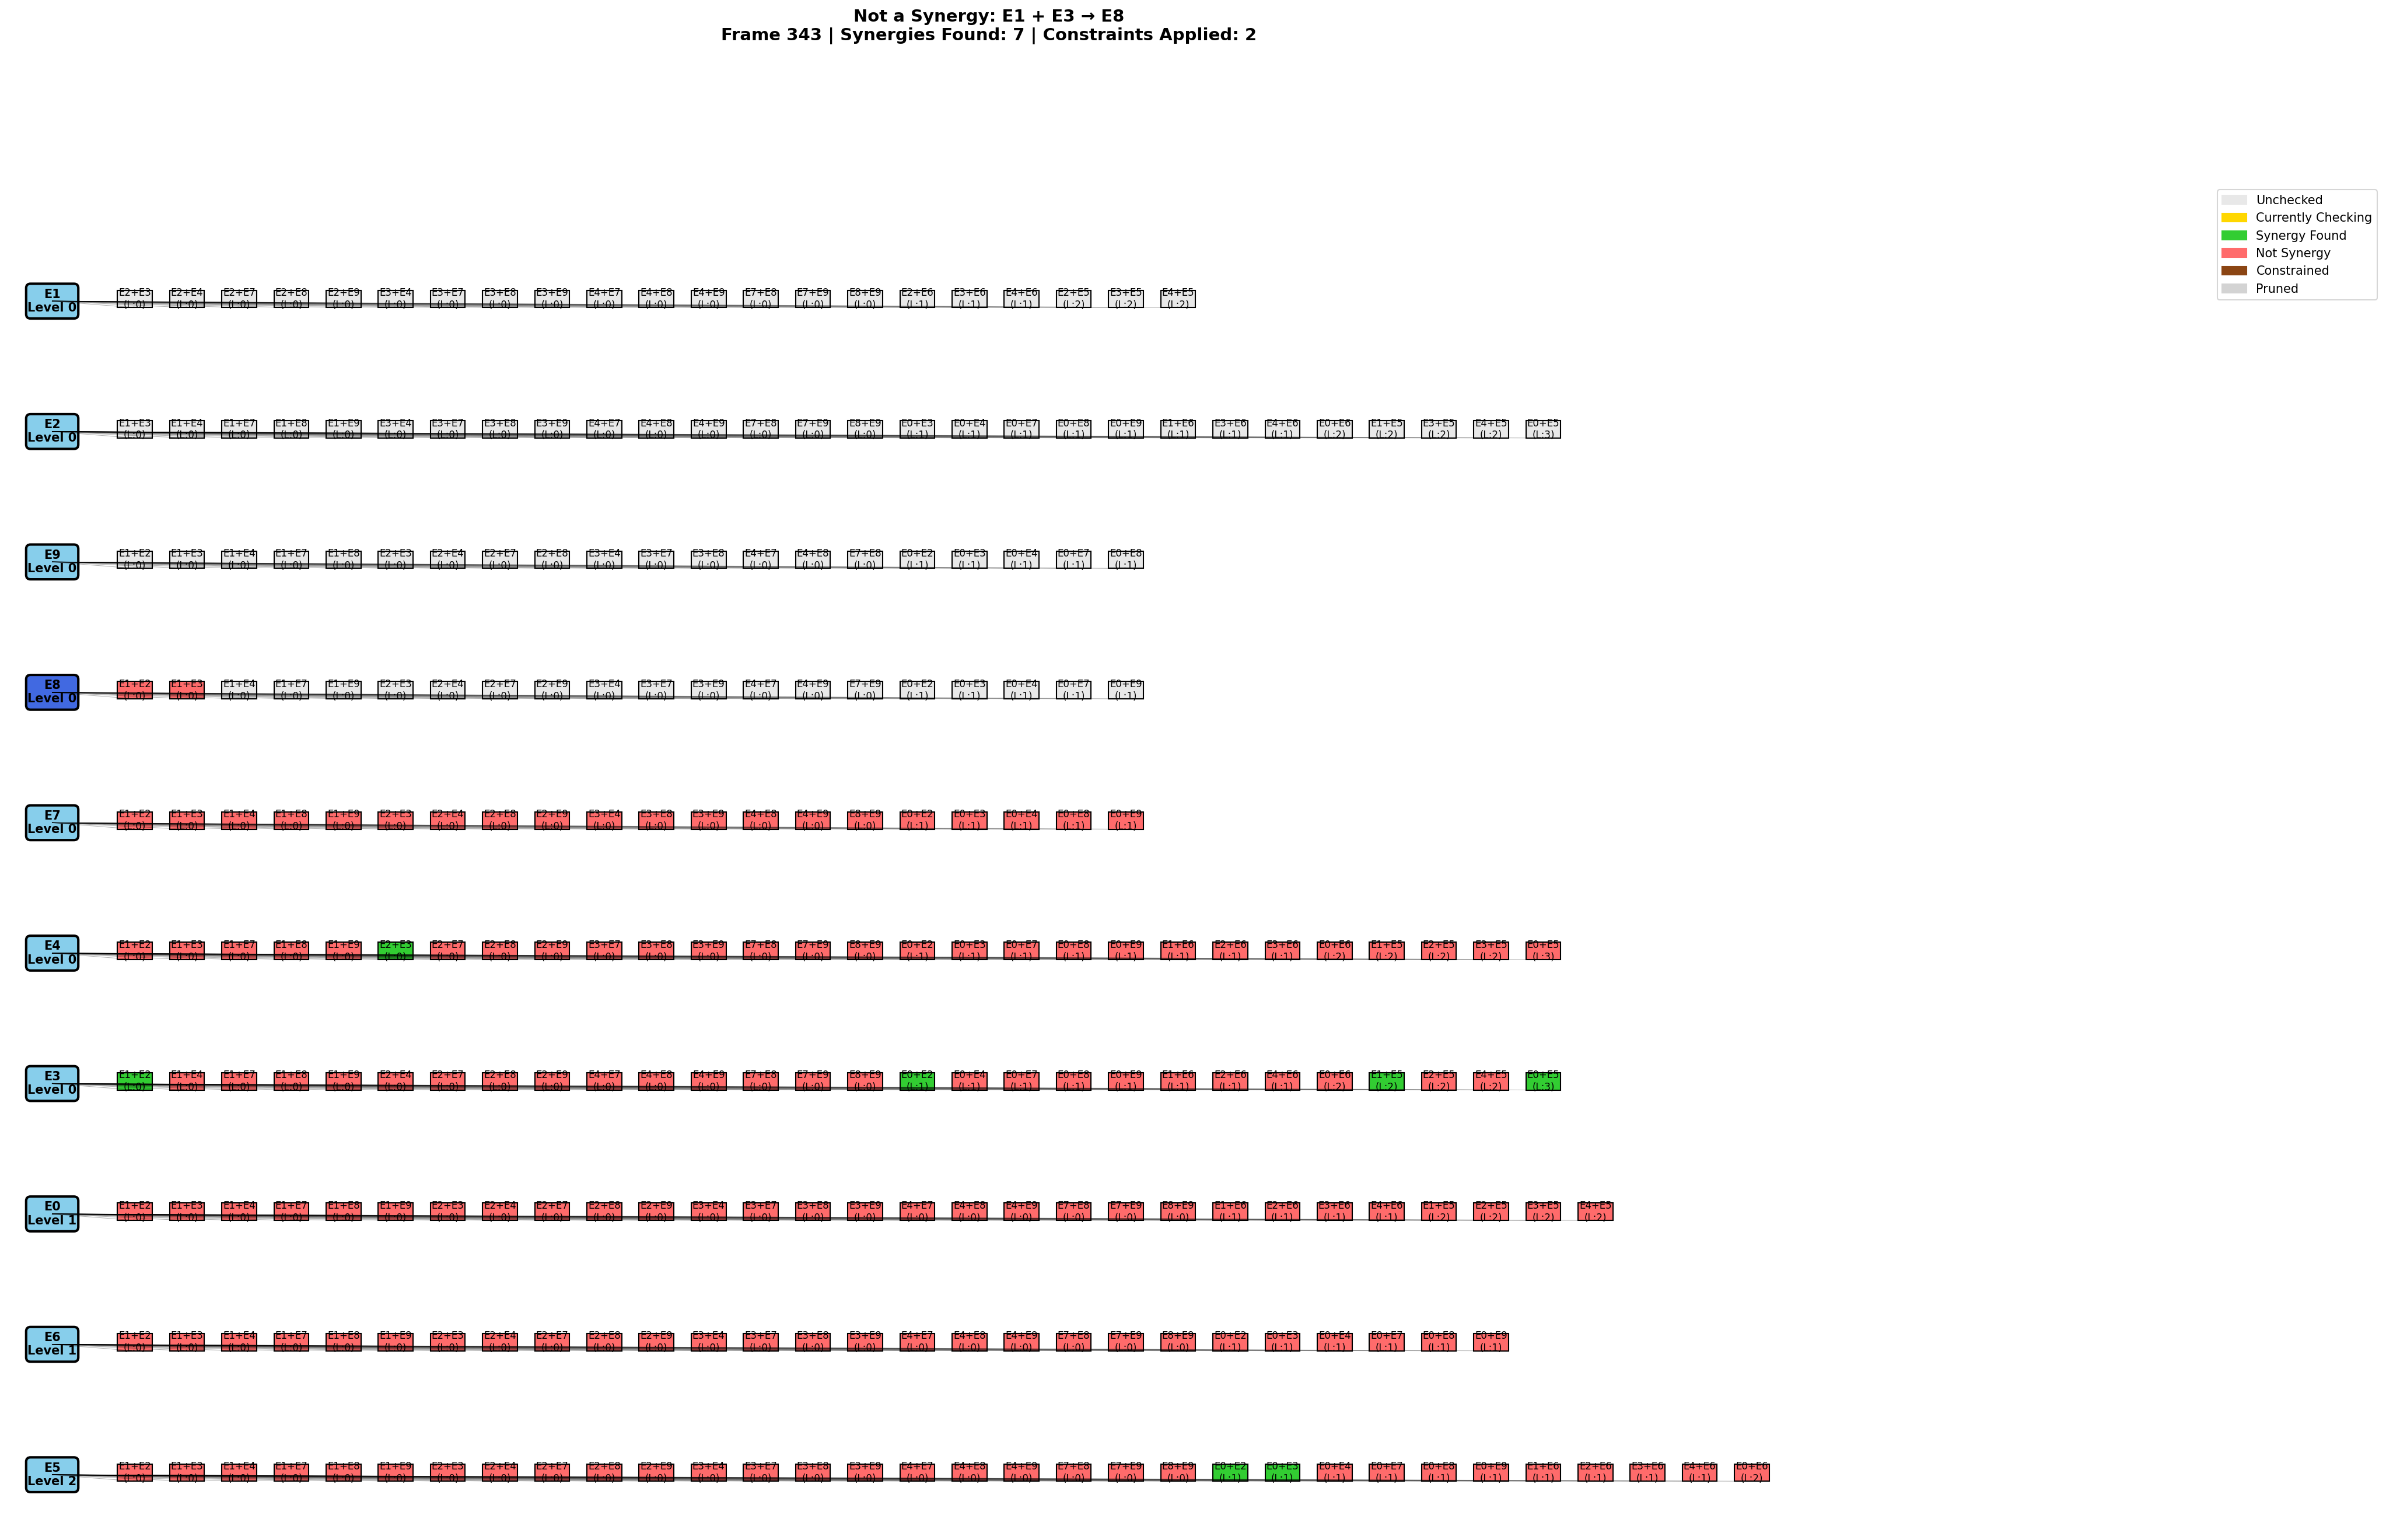 Not a Synergy: E1 + E3 → E8
Frame 343 | Synergies Found: 7 | Constraints Applied: 2
Unchecked
Currently Checking
Synergy Found
Not Synergy
Constrained
Pruned
E1 E2+E3 E2+E4 E2+E7 E2+E8 E2+E9 E3+E4 E3+E7 E3+E8 E3+E9 E4+E7 E4+E8 E4+E9 E7+E8 E7+E9 E8+E9 E2+E6 E3+E6 E4+E6 E2+E5 E3+E5 E4+E5
Level 0 (L:0) (L:0) (L:0) (L:0) (L:0) (L:0) (L:0) (L:0) (L:0) (L:0) (L:0) (L:0) (L:0) (L:0) (L:0) (L:1) (L:1) (L:1) (L:2) (L:2) (L:2)
E2 E1+E3 E1+E4 E1+E7 E1+E8 E1+E9 E3+E4 E3+E7 E3+E8 E3+E9 E4+E7 E4+E8 E4+E9 E7+E8 E7+E9 E8+E9 E0+E3 E0+E4 E0+E7 E0+E8 E0+E9 E1+E6 E3+E6 E4+E6 E0+E6 E1+E5 E3+E5 E4+E5 E0+E5
Level 0 (L:0) (L:0) (L:0) (L:0) (L:0) (L:0) (L:0) (L:0) (L:0) (L:0) (L:0) (L:0) (L:0) (L:0) (L:0) (L:1) (L:1) (L:1) (L:1) (L:1) (L:1) (L:1) (L:1) (L:2) (L:2) (L:2) (L:2) (L:3)
E9 E1+E2 E1+E3 E1+E4 E1+E7 E1+E8 E2+E3 E2+E4 E2+E7 E2+E8 E3+E4 E3+E7 E3+E8 E4+E7 E4+E8 E7+E8 E0+E2 E0+E3 E0+E4 E0+E7 E0+E8
Level 0 (L:0) (L:0) (L:0) (L:0) (L:0) (L:0) (L:0) (L:0) (L:0) (L:0) (L:0) (L:0) (L:0) (L:0) (L:0) (L:1) (L:1) (L:1) (L:1) (L:1)
E8 E1+E2 E1+E3 E1+E4 E1+E7 E1+E9 E2+E3 E2+E4 E2+E7 E2+E9 E3+E4 E3+E7 E3+E9 E4+E7 E4+E9 E7+E9 E0+E2 E0+E3 E0+E4 E0+E7 E0+E9
Level 0 (L:0) (L:0) (L:0) (L:0) (L:0) (L:0) (L:0) (L:0) (L:0) (L:0) (L:0) (L:0) (L:0) (L:0) (L:0) (L:1) (L:1) (L:1) (L:1) (L:1)
E7 E1+E2 E1+E3 E1+E4 E1+E8 E1+E9 E2+E3 E2+E4 E2+E8 E2+E9 E3+E4 E3+E8 E3+E9 E4+E8 E4+E9 E8+E9 E0+E2 E0+E3 E0+E4 E0+E8 E0+E9
Level 0 (L:0) (L:0) (L:0) (L:0) (L:0) (L:0) (L:0) (L:0) (L:0) (L:0) (L:0) (L:0) (L:0) (L:0) (L:0) (L:1) (L:1) (L:1) (L:1) (L:1)
E4 E1+E2 E1+E3 E1+E7 E1+E8 E1+E9 E2+E3 E2+E7 E2+E8 E2+E9 E3+E7 E3+E8 E3+E9 E7+E8 E7+E9 E8+E9 E0+E2 E0+E3 E0+E7 E0+E8 E0+E9 E1+E6 E2+E6 E3+E6 E0+E6 E1+E5 E2+E5 E3+E5 E0+E5
Level 0 (L:0) (L:0) (L:0) (L:0) (L:0) (L:0) (L:0) (L:0) (L:0) (L:0) (L:0) (L:0) (L:0) (L:0) (L:0) (L:1) (L:1) (L:1) (L:1) (L:1) (L:1) (L:1) (L:1) (L:2) (L:2) (L:2) (L:2) (L:3)
E3 E1+E2 E1+E4 E1+E7 E1+E8 E1+E9 E2+E4 E2+E7 E2+E8 E2+E9 E4+E7 E4+E8 E4+E9 E7+E8 E7+E9 E8+E9 E0+E2 E0+E4 E0+E7 E0+E8 E0+E9 E1+E6 E2+E6 E4+E6 E0+E6 E1+E5 E2+E5 E4+E5 E0+E5
Level 0 (L:0) (L:0) (L:0) (L:0) (L:0) (L:0) (L:0) (L:0) (L:0) (L:0) (L:0) (L:0) (L:0) (L:0) (L:0) (L:1) (L:1) (L:1) (L:1) (L:1) (L:1) (L:1) (L:1) (L:2) (L:2) (L:2) (L:2) (L:3)
E0 E1+E2 E1+E3 E1+E4 E1+E7 E1+E8 E1+E9 E2+E3 E2+E4 E2+E7 E2+E8 E2+E9 E3+E4 E3+E7 E3+E8 E3+E9 E4+E7 E4+E8 E4+E9 E7+E8 E7+E9 E8+E9 E1+E6 E2+E6 E3+E6 E4+E6 E1+E5 E2+E5 E3+E5 E4+E5
Level 1 (L:0) (L:0) (L:0) (L:0) (L:0) (L:0) (L:0) (L:0) (L:0) (L:0) (L:0) (L:0) (L:0) (L:0) (L:0) (L:0) (L:0) (L:0) (L:0) (L:0) (L:0) (L:1) (L:1) (L:1) (L:1) (L:2) (L:2) (L:2) (L:2)
E6 E1+E2 E1+E3 E1+E4 E1+E7 E1+E8 E1+E9 E2+E3 E2+E4 E2+E7 E2+E8 E2+E9 E3+E4 E3+E7 E3+E8 E3+E9 E4+E7 E4+E8 E4+E9 E7+E8 E7+E9 E8+E9 E0+E2 E0+E3 E0+E4 E0+E7 E0+E8 E0+E9
Level 1 (L:0) (L:0) (L:0) (L:0) (L:0) (L:0) (L:0) (L:0) (L:0) (L:0) (L:0) (L:0) (L:0) (L:0) (L:0) (L:0) (L:0) (L:0) (L:0) (L:0) (L:0) (L:1) (L:1) (L:1) (L:1) (L:1) (L:1)
E5 E1+E2 E1+E3 E1+E4 E1+E7 E1+E8 E1+E9 E2+E3 E2+E4 E2+E7 E2+E8 E2+E9 E3+E4 E3+E7 E3+E8 E3+E9 E4+E7 E4+E8 E4+E9 E7+E8 E7+E9 E8+E9 E0+E2 E0+E3 E0+E4 E0+E7 E0+E8 E0+E9 E1+E6 E2+E6 E3+E6 E4+E6 E0+E6
Level 2 (L:0) (L:0) (L:0) (L:0) (L:0) (L:0) (L:0) (L:0) (L:0) (L:0) (L:0) (L:0) (L:0) (L:0) (L:0) (L:0) (L:0) (L:0) (L:0) (L:0) (L:0) (L:1) (L:1) (L:1) (L:1) (L:1) (L:1) (L:1) (L:1) (L:1) (L:1) (L:2)